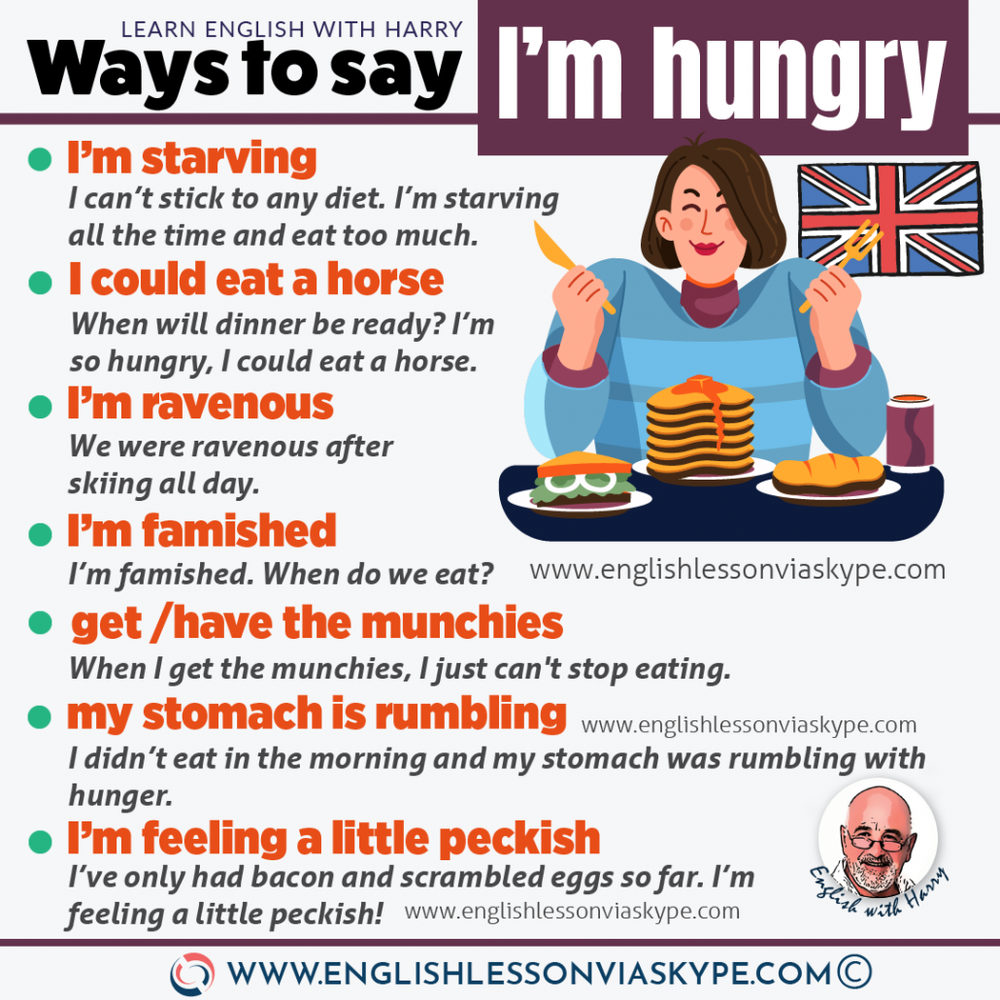 LEARN ENGLISH WITH HARRY
Ways to say
I'm hungry
I'm starving
I can't stick to any diet. I'm starving
all the time and eat too much.
I could eat a horse
When will dinner be ready? I'm
so hungry, I could eat a horse.
I'm ravenous
We were ravenous after
skiing all day.
I'm famished
I'm famished. When do we eat?
www.englishlessonviaskype.com
get /have the munchies
When I get the munchies, I just can't stop eating.
my stomach is rumbling
www.englishlessonviaskype.com
I didn't eat in the morning and my stomach was rumbling with
hunger.
I'm feeling a little peckish
I've only had bacon and scrambled eggs so far. I'm
feeling a little peckish!
www.englishlessonviaskype.com
English with Harry
WWW.ENGLISHLESSONVIASKYPE.COM©